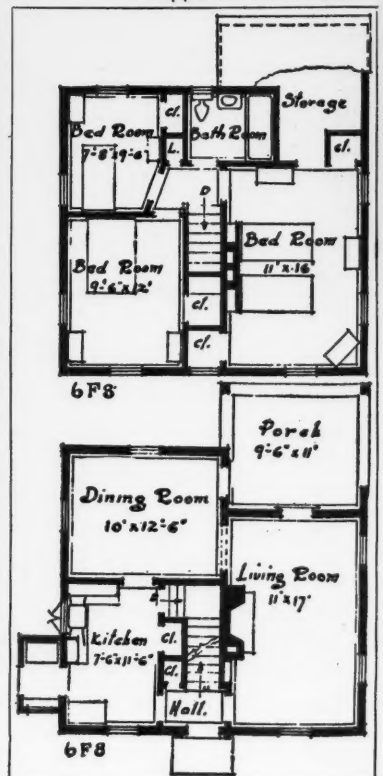 Storage
Cl.
Bed Room
7'-8"x9'-6"
L.
Bath Room
Cl.
D
Bed Room
11'x16'
Bed Room
9'-6"x12'
Cl.
Cl.
6F8
Porch
9'-6"x11'
Dining Room
10'x12'-6"
Living Room
11'x17'
Kitchen
7'-6"x11'-6"
Cl.
Cl.
Hall.
6F8